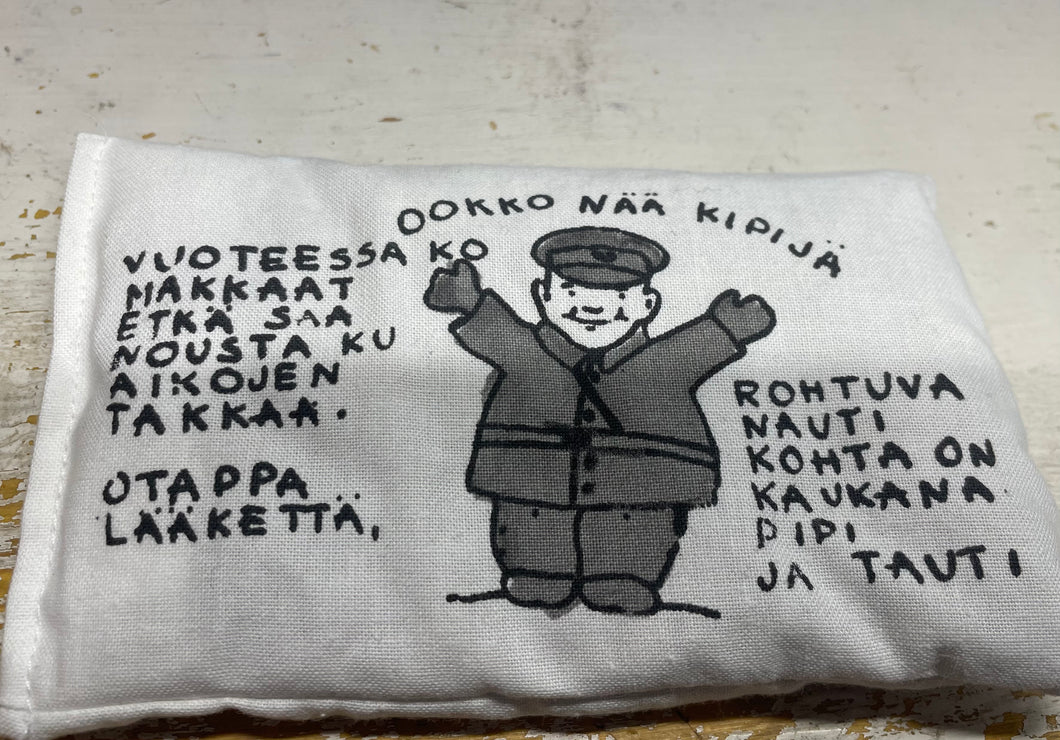 OOKKO NÄÄ KIPIJÄ
VUOTEESSA KO
MAKKAAT
ETKÄ SAA
NOUSTA KU
AIKOJEN
TAKKAA.
OTAPPA
LÄÄKETTÄ,
ROHTUVA
NAUTI
KOHTA ON
KAUKANA
PIPI
JA TAUTI